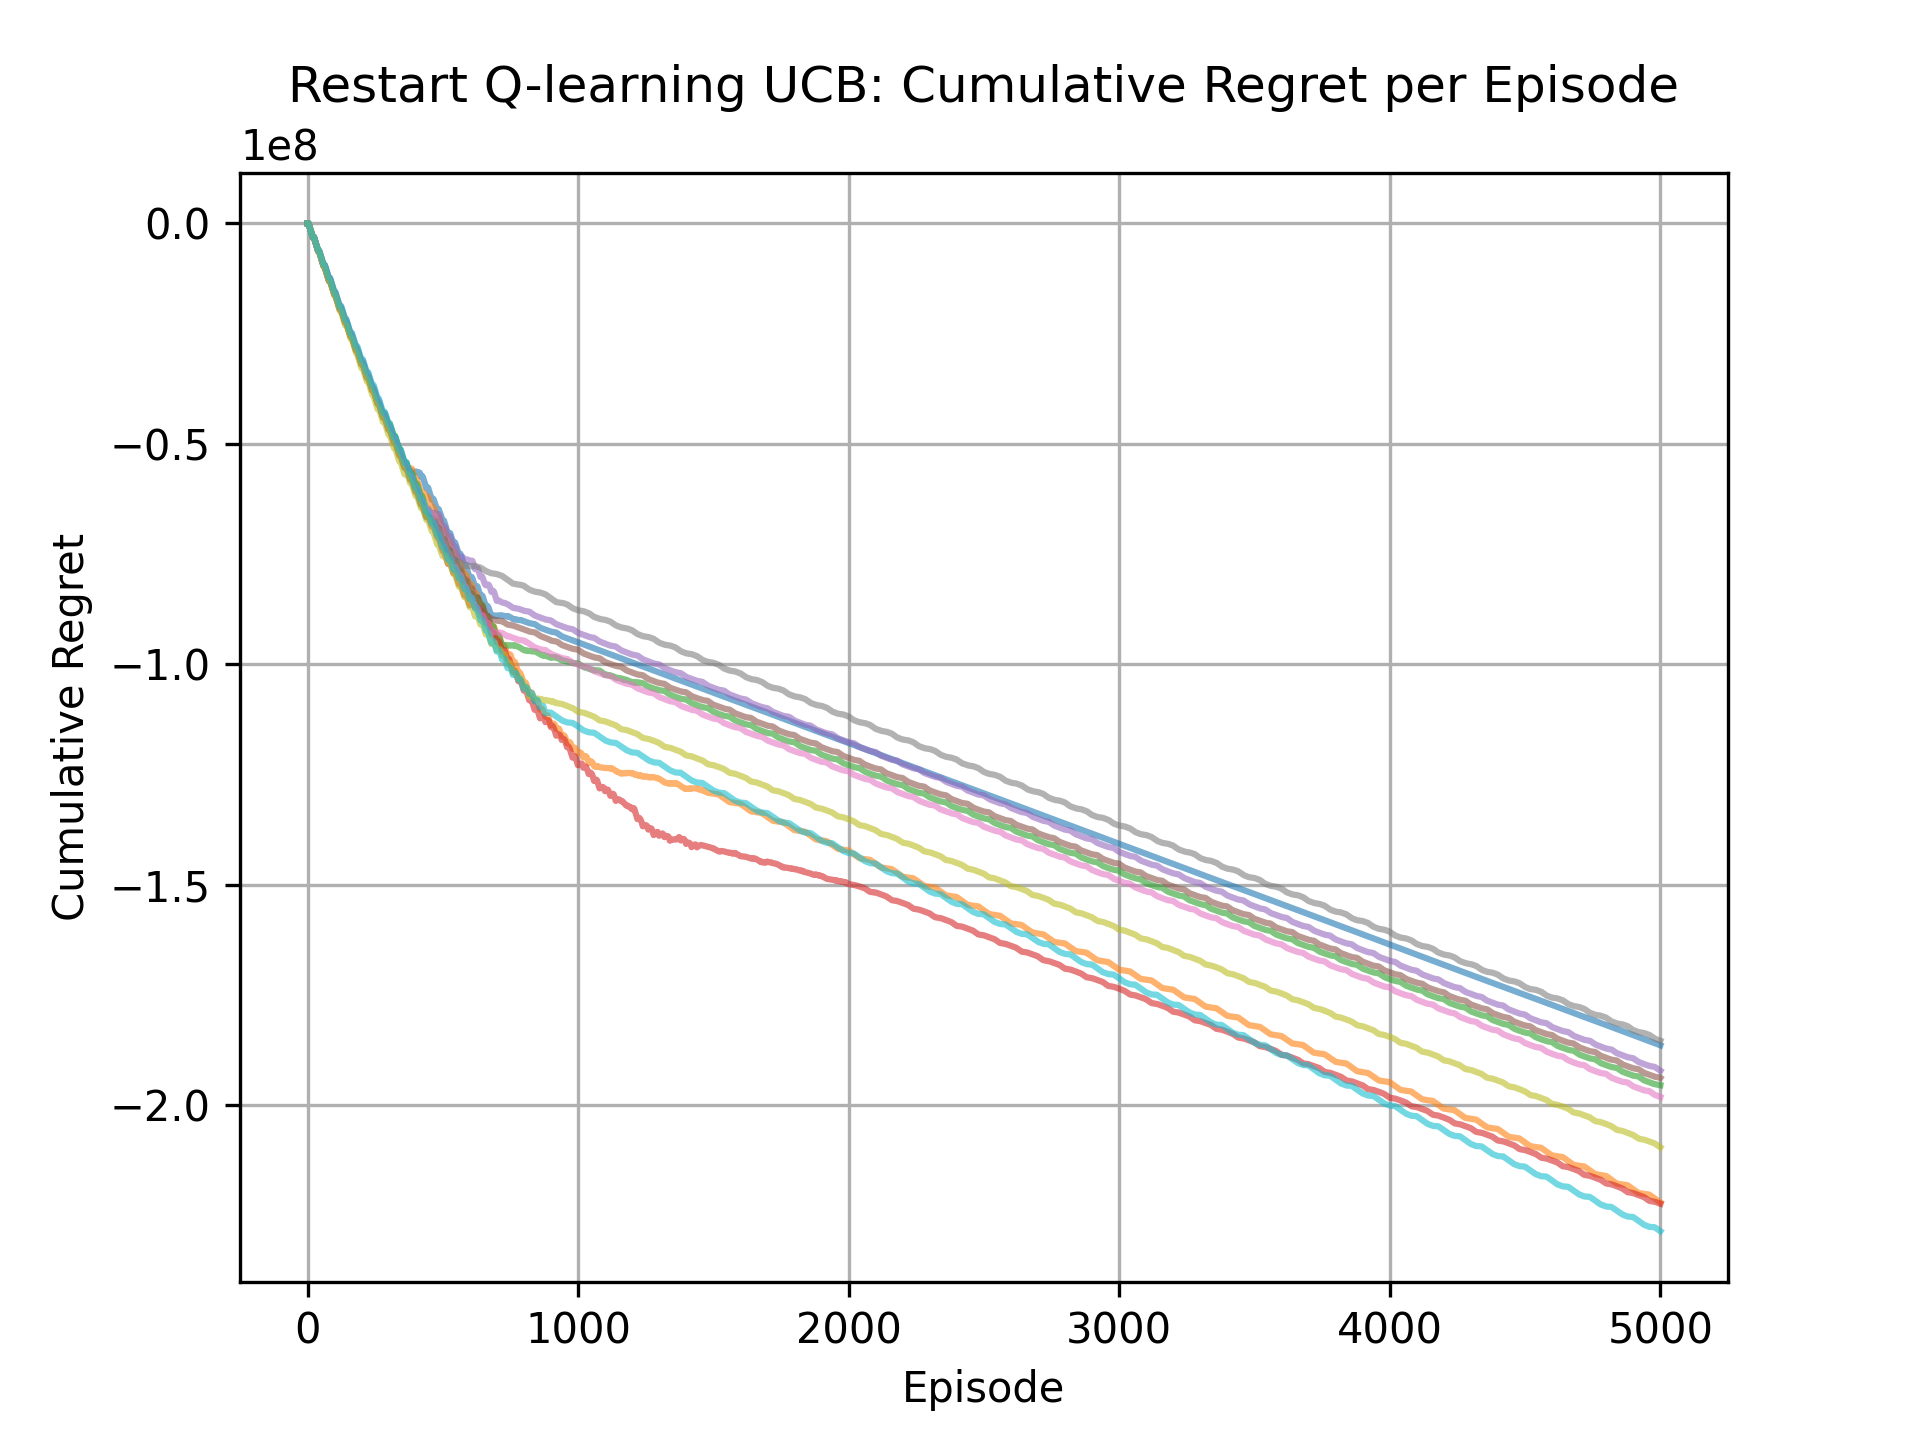 Restart Q-learning UCB: Cumulative Regret per Episode
1e8
0.0
−0.5
−1.0
−1.5
−2.0
Cumulative Regret
0 1000 2000 3000 4000 5000
Episode